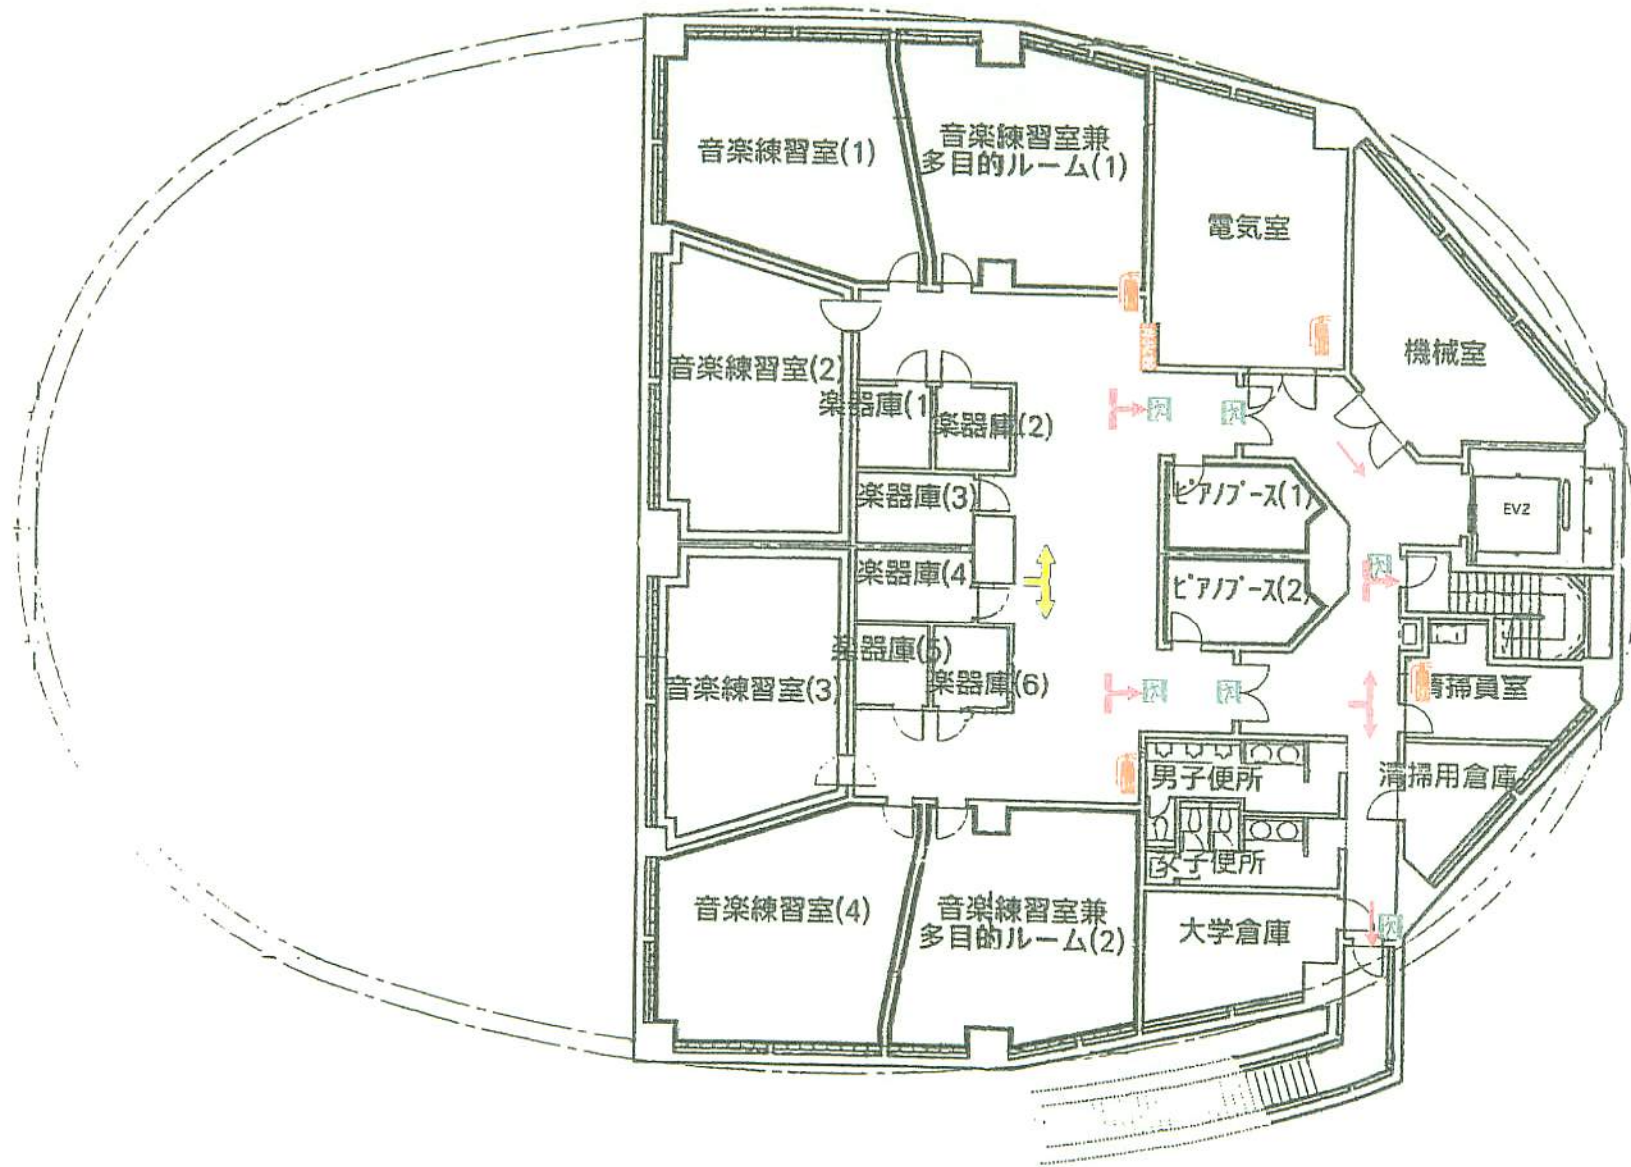 音楽練習室(1)
音楽練習室兼
多目的ルーム(1)
電気室
機械室
音楽練習室(2)
楽器庫(1
楽器庫(2)
楽器庫(3)
ピアノブース(1)
EV2
楽器庫(4)
ピアノブース(2)
楽器庫(5)
楽器庫(6)
音楽練習室(3)
清掃員室
清掃用倉庫
男子便所
女子便所
音楽練習室(4)
音楽練習室兼
多目的ルーム(2)
大学倉庫